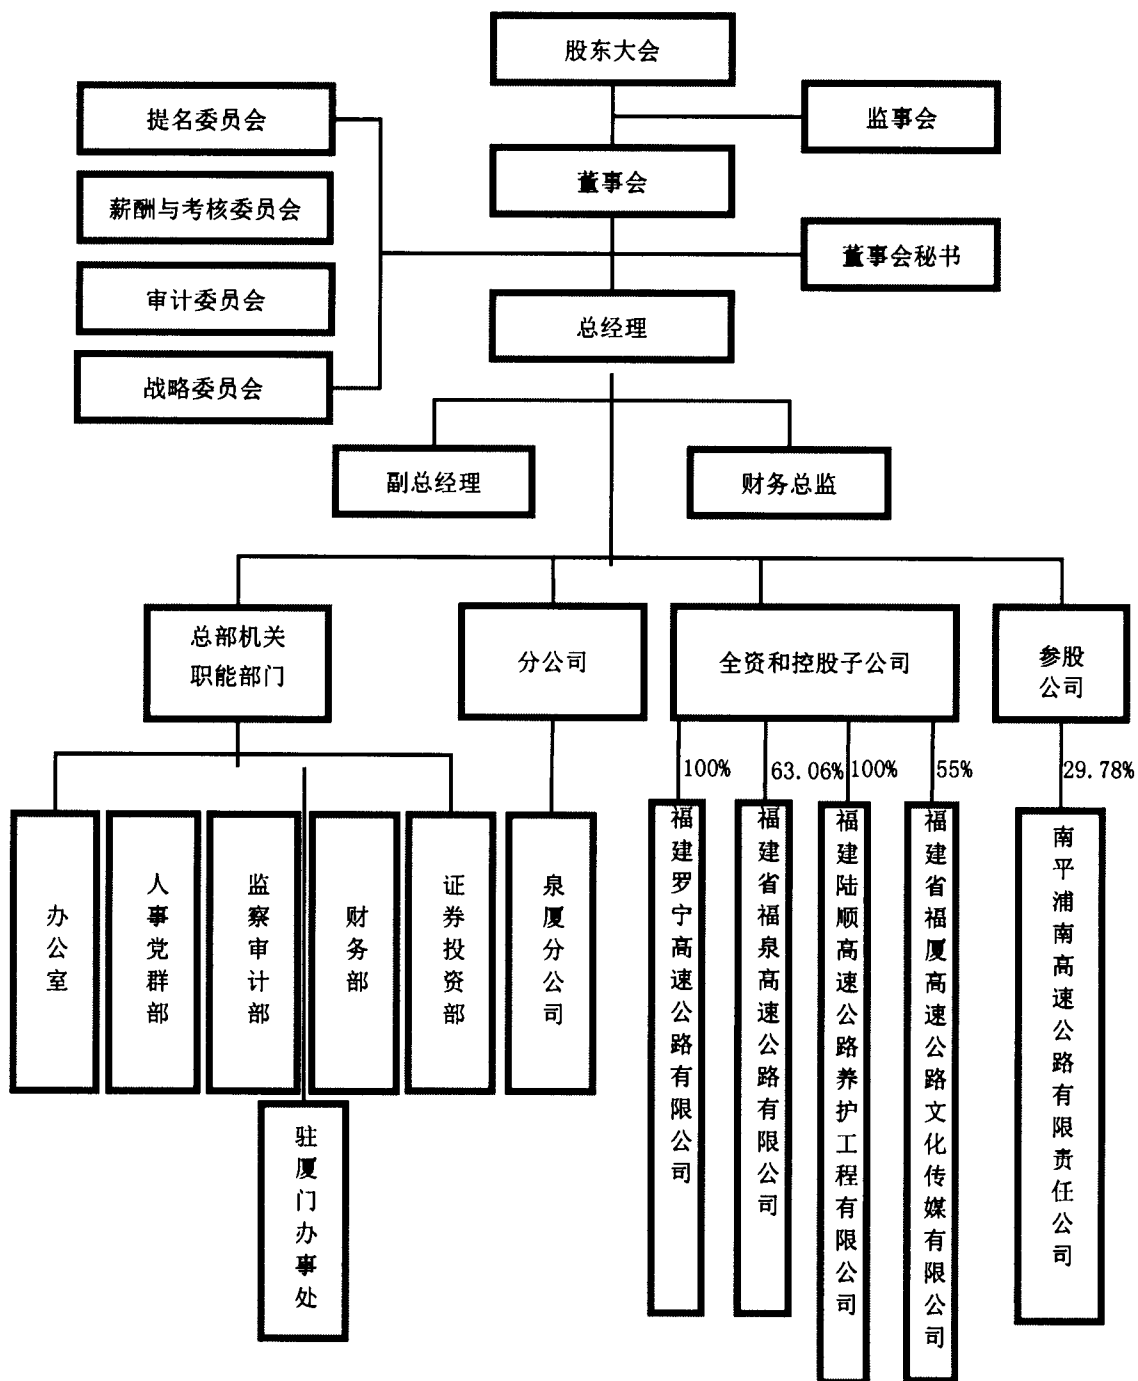 股东大会
提名委员会
监事会
董事会
薪酬与考核委员会
董事会秘书
审计委员会
总经理
战略委员会
副总经理
财务总监
总部机关
职能部门
分公司
全资和控股子公司
参股
公司
100%
63.06%
100%
55%
29.78%
办公室
人事党群部
监察审计部
财务部
证券投资部
泉厦分公司
福建罗宁高速公路有限公司
福建省福泉高速公路有限公司
福建陆顺高速公路养护工程有限公司
福建省福厦高速公路文化传媒有限公司
南平浦南高速公路有限责任公司
驻厦门办事处